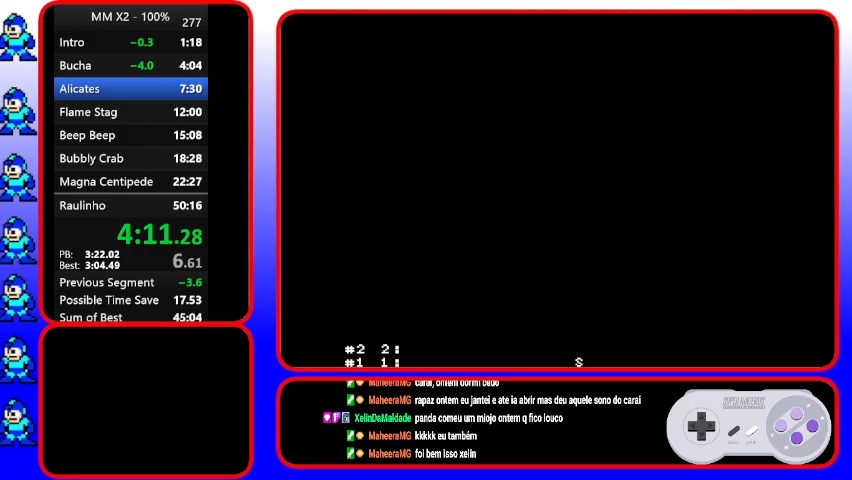 MM X2 - 100% 277
Intro −0.3 1:18
Bucha −4.0 4:04
Alicates 7:30
Flame Stag 12:00
Beep Beep 15:08
Bubbly Crab 18:28
Magna Centipede 22:27
Raulinho 50:16
4:11.28
PB: 3:22.02
Best: 3:04.49 6.61
Previous Segment −3.6
Possible Time Save 17.53
Sum of Best 45:04
#2 2:
#1 1: S
MaheeraMG carai, ontem dormi cedo
MaheeraMG rapaz ontem eu jantei e ate ia abrir mas deu aquele sono do carai
XelinDaMaldade panda comeu um miojo ontem q fico louco
MaheeraMG kkkkk eu também
MaheeraMG foi bem isso xelin